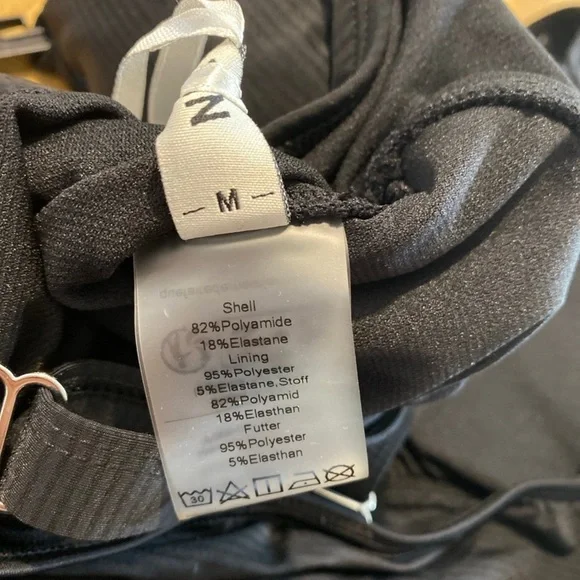 N
- M -
Shell
82%Polyamide
18%Elastane
Lining
95%Polyester
5%Elastane.Stoff
82%Polyamid
18%Elasthan
Futter
95%Polyester
5%Elasthan
30